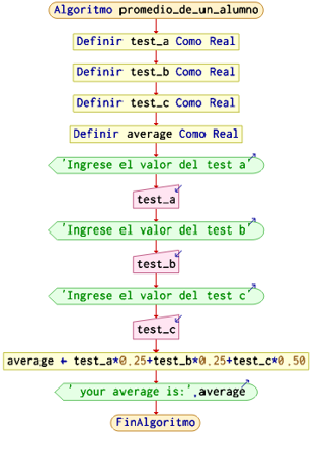 Algoritmo promedio_de_un_alumno
Definir test_a Como Real
Definir test_b Como Real
Definir test_c Como Real
Definir average Como Real
'Ingrese el valor del test a'
test_a
'Ingrese el valor del test b'
test_b
'Ingrese el valor del test c'
test_c
average ← test_a*0.25+test_b*0.25+test_c*0.50
' your awerage is:',average
FinAlgoritmo